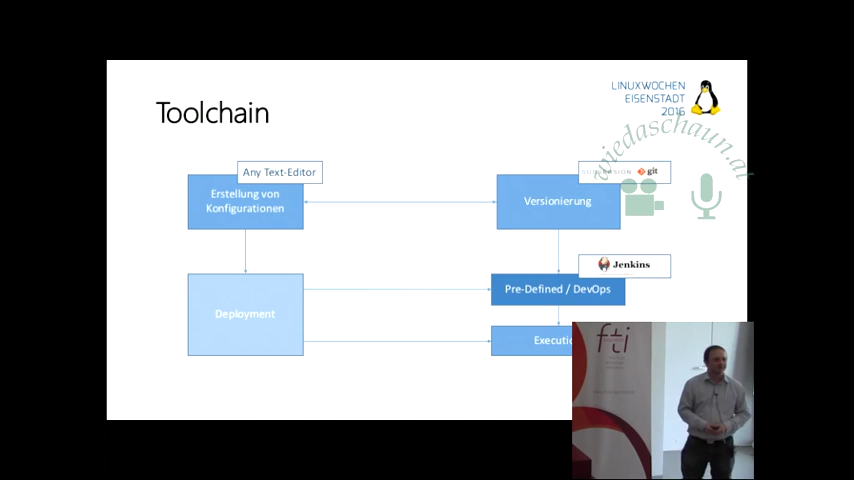 LINUXWOCHEN
EISENSTADT
2016
Toolchain
wiedaschaun.at
Any Text-Editor
Erstellung von
Konfigurationen
SUBVERSION git
Versionierung
Jenkins
Pre-Defined / DevOps
Deployment
fti